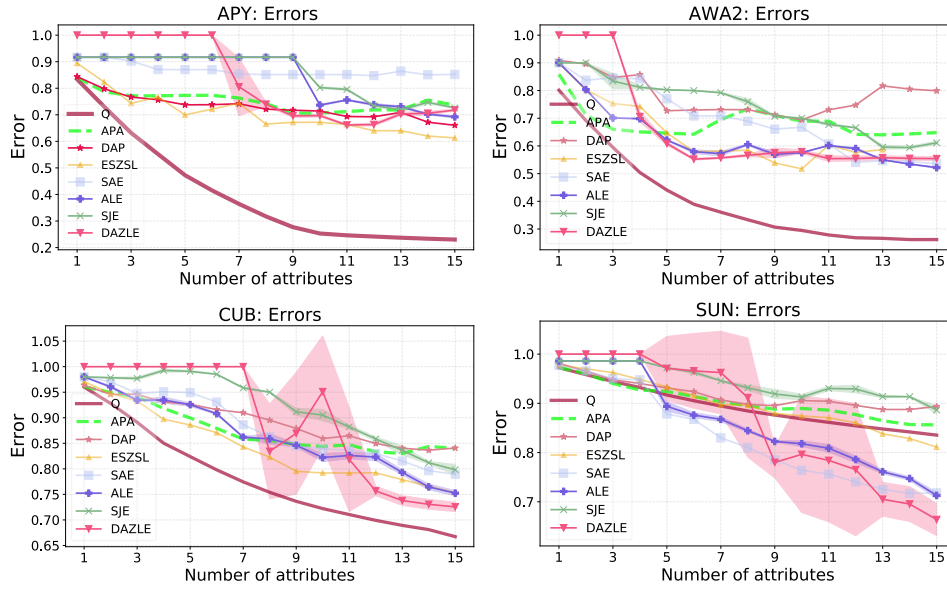 APY: Errors
1.0
0.9
0.8
0.7
0.6
0.5
0.4
0.3
0.2
Error
Q
APA
DAP
ESZSL
SAE
ALE
SJE
DAZLE
1 3 5 7 9 11 13 15
Number of attributes
AWA2: Errors
1.0
0.9
0.8
0.7
0.6
0.5
0.4
0.3
Error
Q
APA
DAP
ESZSL
SAE
ALE
SJE
DAZLE
1 3 5 7 9 11 13 15
Number of attributes
CUB: Errors
1.05
1.00
0.95
0.90
0.85
0.80
0.75
0.70
0.65
Error
Q
APA
DAP
ESZSL
SAE
ALE
SJE
DAZLE
1 3 5 7 9 11 13 15
Number of attributes
SUN: Errors
1.0
0.9
0.8
0.7
Error
Q
APA
DAP
ESZSL
SAE
ALE
SJE
DAZLE
1 3 5 7 9 11 13 15
Number of attributes